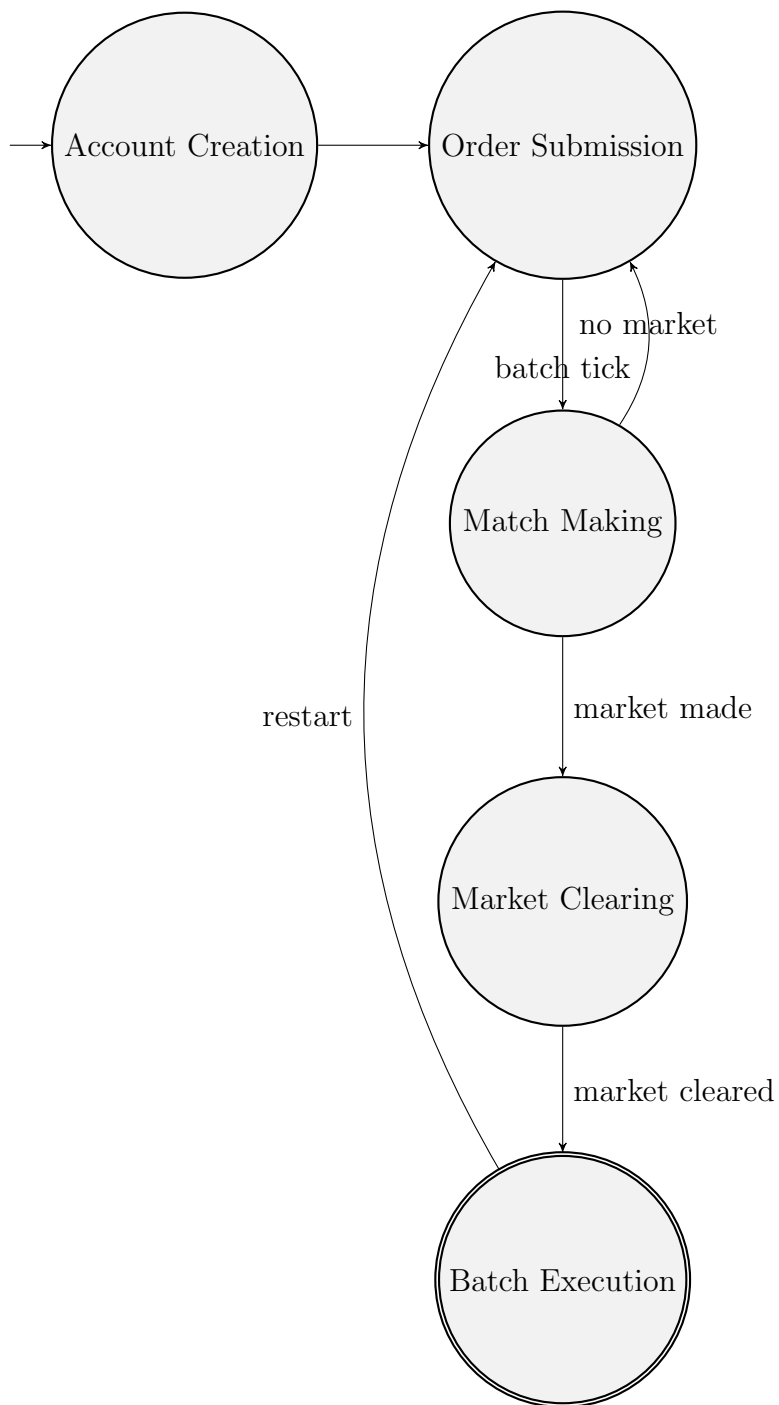 Account Creation
Order Submission
no market
batch tick
Match Making
market made
restart
Market Clearing
market cleared
Batch Execution